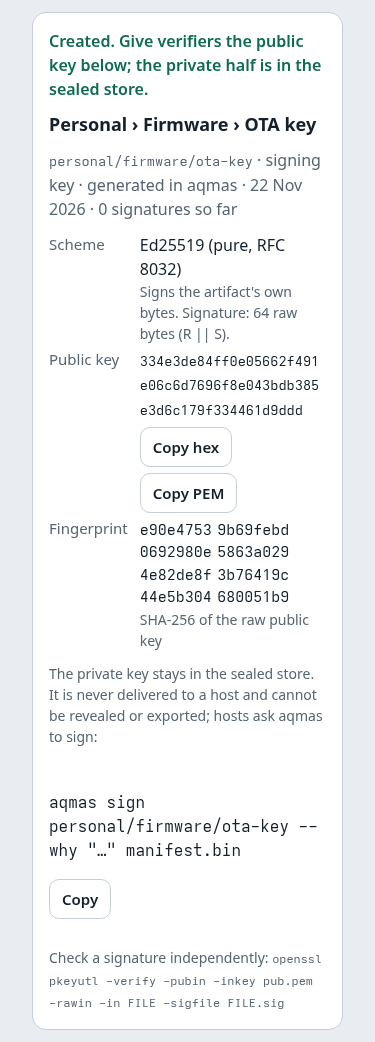 Created. Give verifiers the public
key below; the private half is in the
sealed store.
Personal › Firmware › OTA key
personal/firmware/ota-key · signing
key · generated in aqmas · 22 Nov
2026 · 0 signatures so far
Scheme
Ed25519 (pure, RFC
8032)
Signs the artifact's own
bytes. Signature: 64 raw
bytes (R || S).
Public key
334e3de84ff0e05662f491
e06c6d7696f8e043bdb385
e3d6c179f334461d9ddd
Copy hex
Copy PEM
Fingerprint
e90e4753 9b69febd
0692980e 5863a029
4e82de8f 3b76419c
44e5b304 680051b9
SHA-256 of the raw public
key
The private key stays in the sealed store.
It is never delivered to a host and cannot
be revealed or exported; hosts ask aqmas
to sign:
aqmas sign
personal/firmware/ota-key --
why "…" manifest.bin
Copy
Check a signature independently: openssl
pkeyutl -verify -pubin -inkey pub.pem
-rawin -in FILE -sigfile FILE.sig